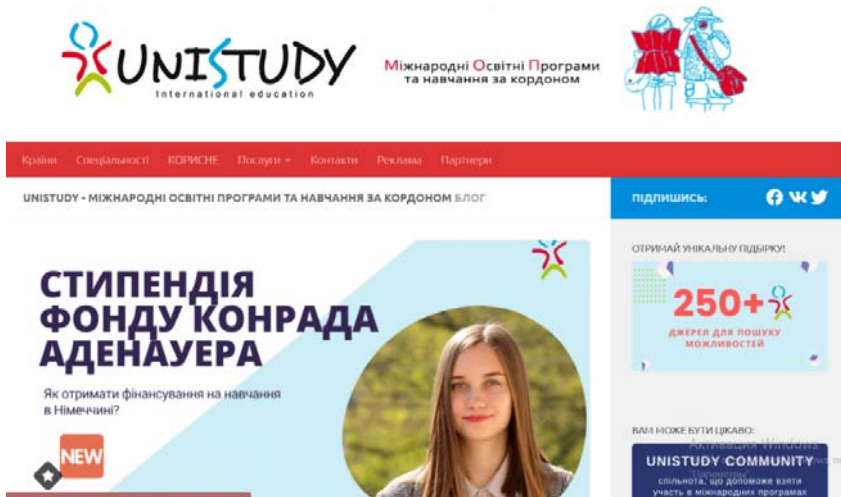 UNISTUDY
International education
Міжнародні Освітні Програми
та навчання за кордоном
Країни Спеціальності КОРИСНЕ Послуги Контакти Реклама Партнери
UNISTUDY - МІЖНАРОДНІ ОСВІТНІ ПРОГРАМИ ТА НАВЧАННЯ ЗА КОРДОНОМ БЛОГ
ПІДПИШИСЬ:
СТИПЕНДІЯ
ФОНДУ КОНРАДА
АДЕНАУЕРА
Як отримати фінансування на навчання
в Німеччині?
NEW
ОТРИМАЙ УНІКАЛЬНУ ПІДБІРКУ!
250+
ДЖЕРЕЛ ДЛЯ ПОШУКУ
МОЖЛИВОСТЕЙ
ВАМ МОЖЕ БУТИ ЦІКАВО:
Активация Windows
UNISTUDY COMMUNITY
"Параметры"
спільнота, що допоможе взяти
участь в міжнародних програмах